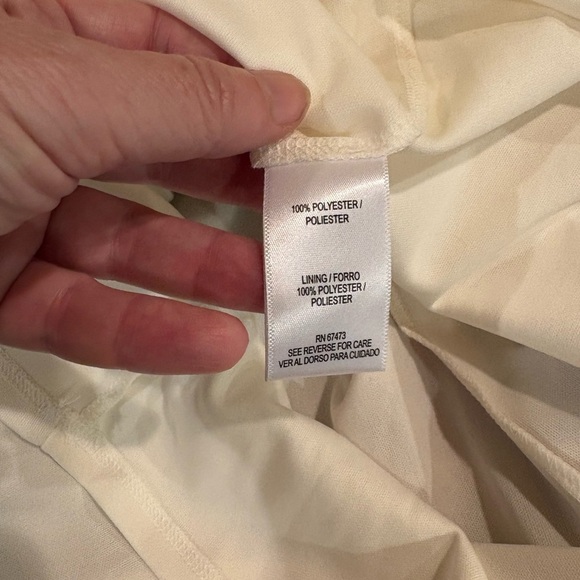 100% POLYESTER /
POLIESTER
LINING / FORRO
100% POLYESTER /
POLIESTER
RN 67473
SEE REVERSE FOR CARE
VER AL DORSO PARA CUIDADO